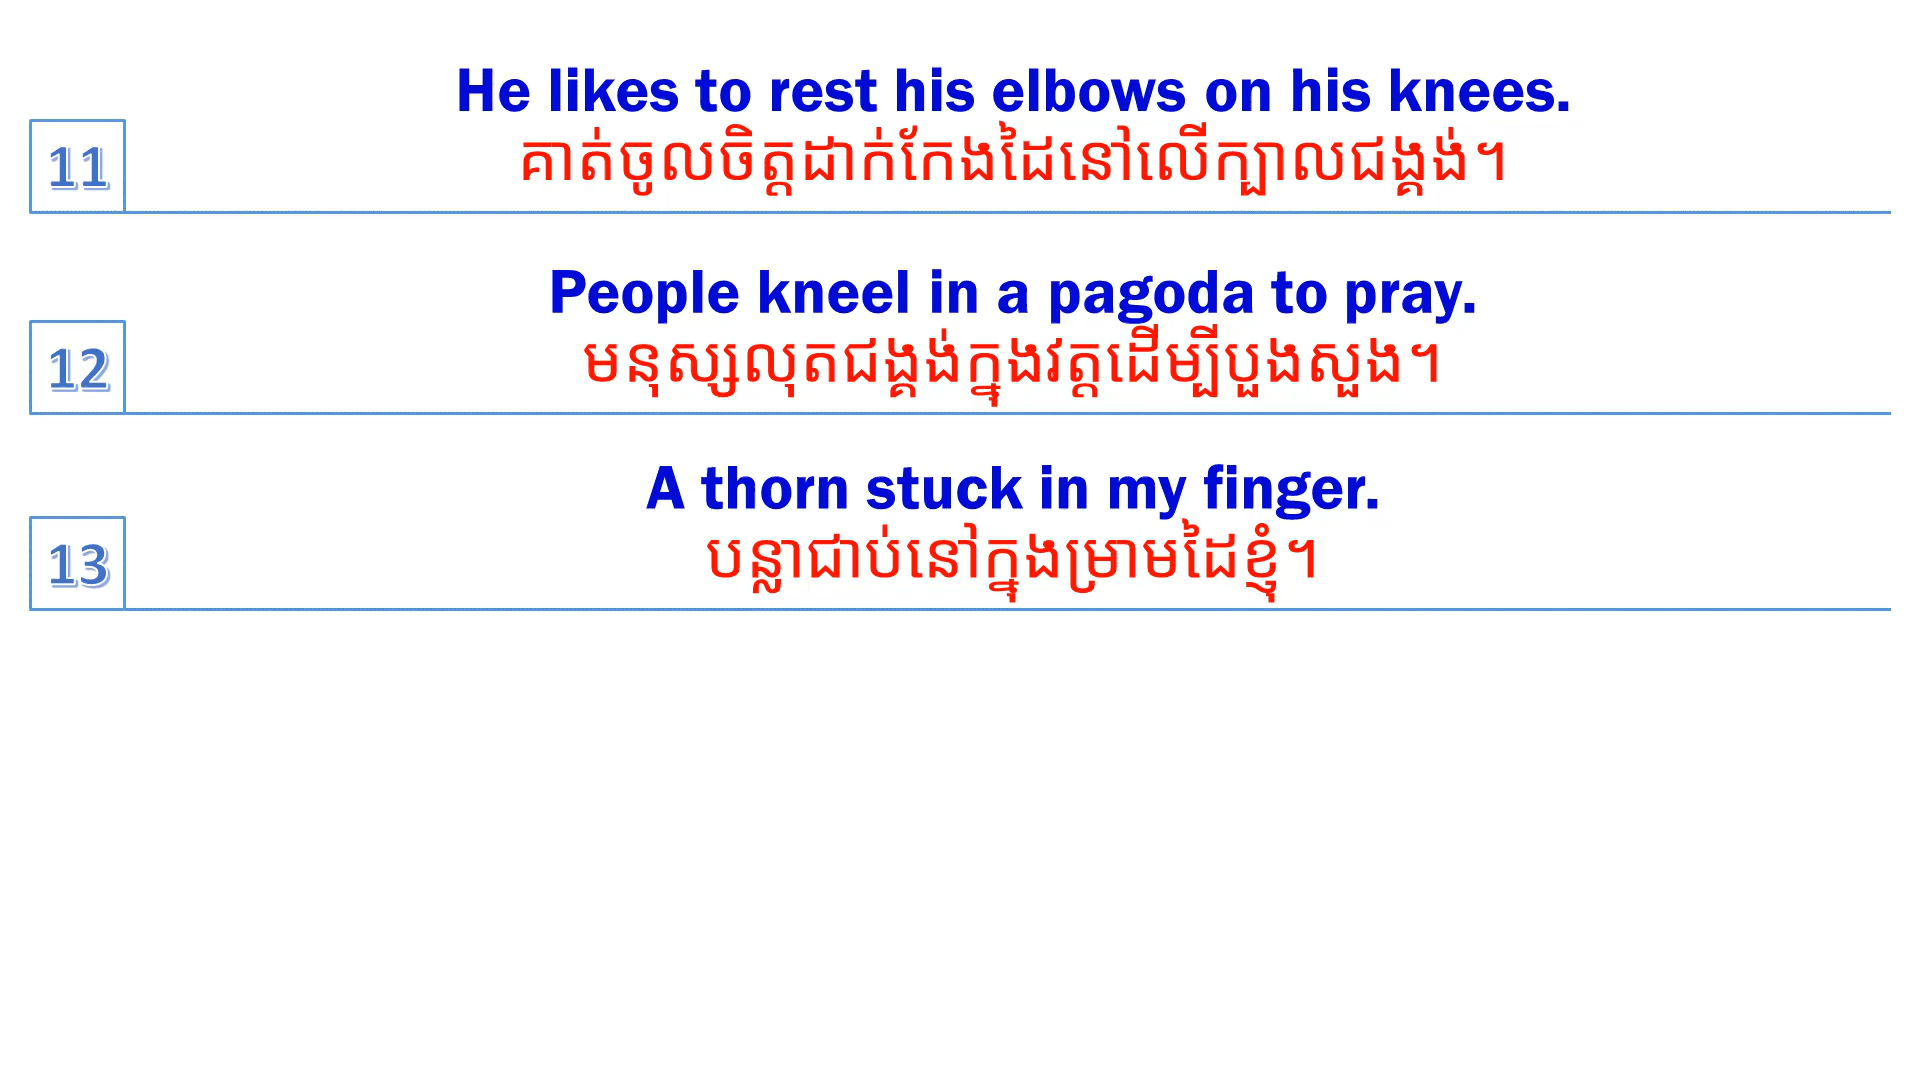 He likes to rest his elbows on his knees.
11
គាត់ចូលចិត្តដាក់កែងដៃនៅលើក្បាលជង្គង់។
People kneel in a pagoda to pray.
12
មនុស្សលុតជង្គង់ក្នុងវត្តដើម្បីបួងសួង។
A thorn stuck in my finger.
13
បន្លាជាប់នៅក្នុងម្រាមដៃខ្ញុំ។